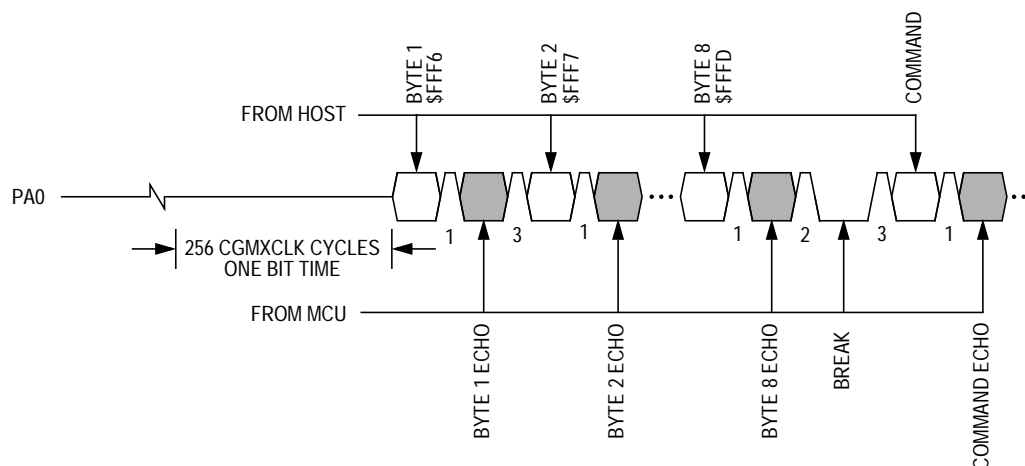 BYTE 1
$FFF6
BYTE 2
$FFF7
BYTE 8
$FFFD
COMMAND
FROM HOST
PA0
1
3
1
1
2
3
1
256 CGMXCLK CYCLES
ONE BIT TIME
FROM MCU
BYTE 1 ECHO
BYTE 2 ECHO
BYTE 8 ECHO
BREAK
COMMAND ECHO